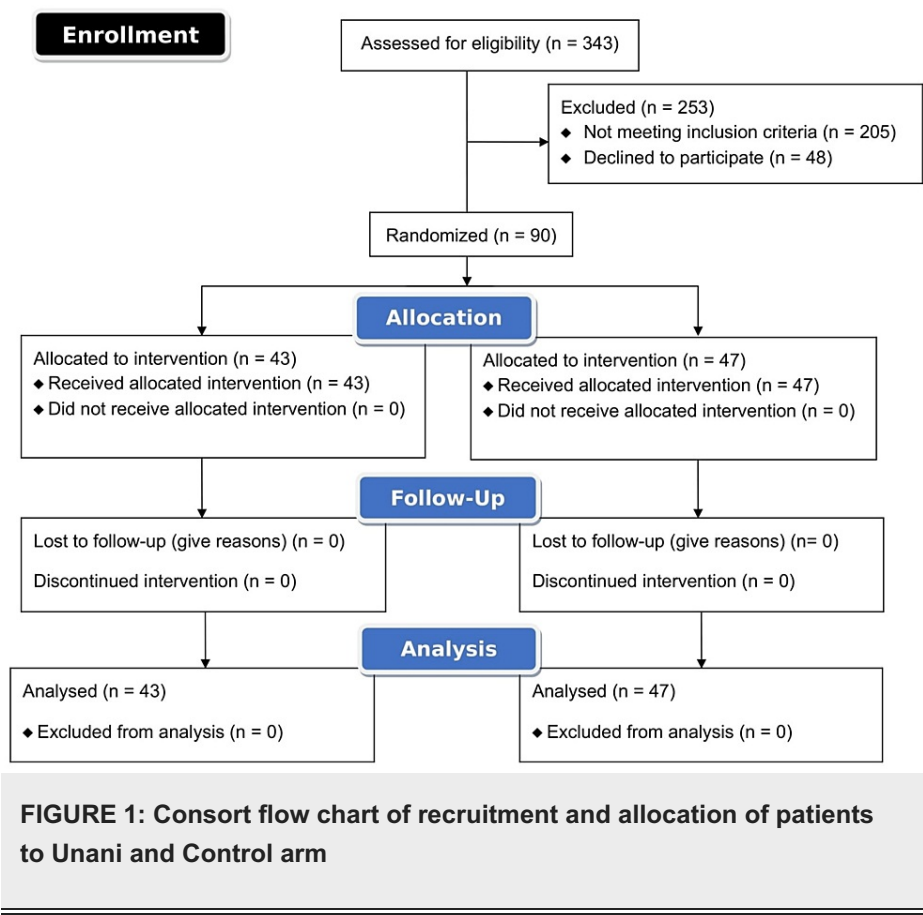 Enrollment
Assessed for eligibility (n = 343)
Excluded (n = 253)
◆ Not meeting inclusion criteria (n = 205)
◆ Declined to participate (n = 48)
Randomized (n = 90)
Allocation
Allocated to intervention (n = 43)
◆ Received allocated intervention (n = 43)
◆ Did not receive allocated intervention (n = 0)
Allocated to intervention (n = 47)
◆ Received allocated intervention (n = 47)
◆ Did not receive allocated intervention (n = 0)
Follow-Up
Lost to follow-up (give reasons) (n = 0)
Discontinued intervention (n = 0)
Lost to follow-up (give reasons) (n= 0)
Discontinued intervention (n = 0)
Analysis
Analysed (n = 43)
◆ Excluded from analysis (n = 0)
Analysed (n = 47)
◆ Excluded from analysis (n = 0)
FIGURE 1: Consort flow chart of recruitment and allocation of patients
to Unani and Control arm